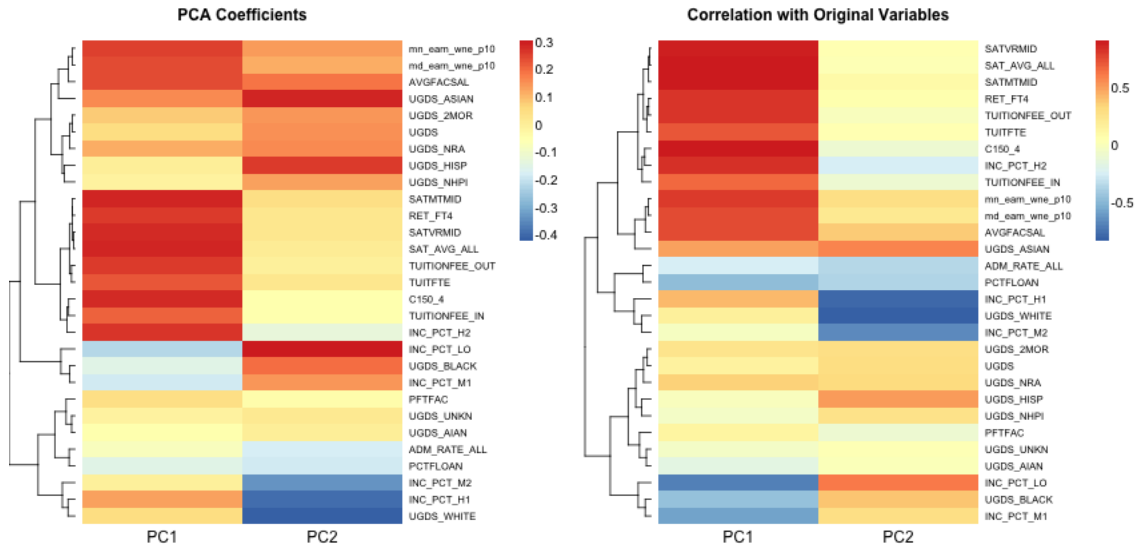 PCA Coefficients
mn_earn_wne_p10
md_earn_wne_p10
AVGFACSAL
UGDS_ASIAN
UGDS_2MOR
UGDS
UGDS_NRA
UGDS_HISP
UGDS_NHPI
SATMTMID
RET_FT4
SATVRMID
SAT_AVG_ALL
TUITIONFEE_OUT
TUITFTE
C150_4
TUITIONFEE_IN
INC_PCT_H2
INC_PCT_LO
UGDS_BLACK
INC_PCT_M1
PFTFAC
UGDS_UNKN
UGDS_AIAN
ADM_RATE_ALL
PCTFLOAN
INC_PCT_M2
INC_PCT_H1
UGDS_WHITE
PC1 PC2
0.3
0.2
0.1
0
-0.1
-0.2
-0.3
-0.4
Correlation with Original Variables
SATVRMID
SAT_AVG_ALL
SATMTMID
RET_FT4
TUITIONFEE_OUT
TUITFTE
C150_4
INC_PCT_H2
TUITIONFEE_IN
mn_earn_wne_p10
md_earn_wne_p10
AVGFACSAL
UGDS_ASIAN
ADM_RATE_ALL
PCTFLOAN
INC_PCT_H1
UGDS_WHITE
INC_PCT_M2
UGDS_2MOR
UGDS
UGDS_NRA
UGDS_HISP
UGDS_NHPI
PFTFAC
UGDS_UNKN
UGDS_AIAN
INC_PCT_LO
UGDS_BLACK
INC_PCT_M1
PC1 PC2
0.5
0
-0.5